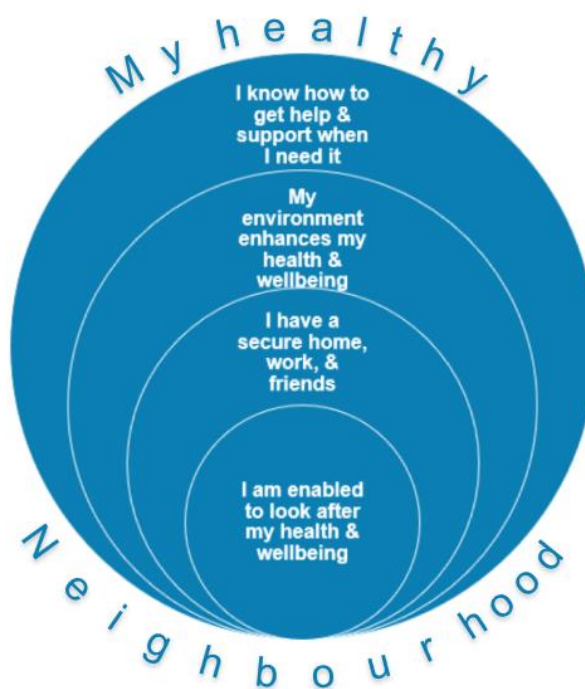 My healthy
I know how to
get help &
support when
I need it
My
environment
enhances my
health &
wellbeing
I have a
secure home,
work, &
friends
I am enabled
to look after
my health &
wellbeing
Neighbourhood